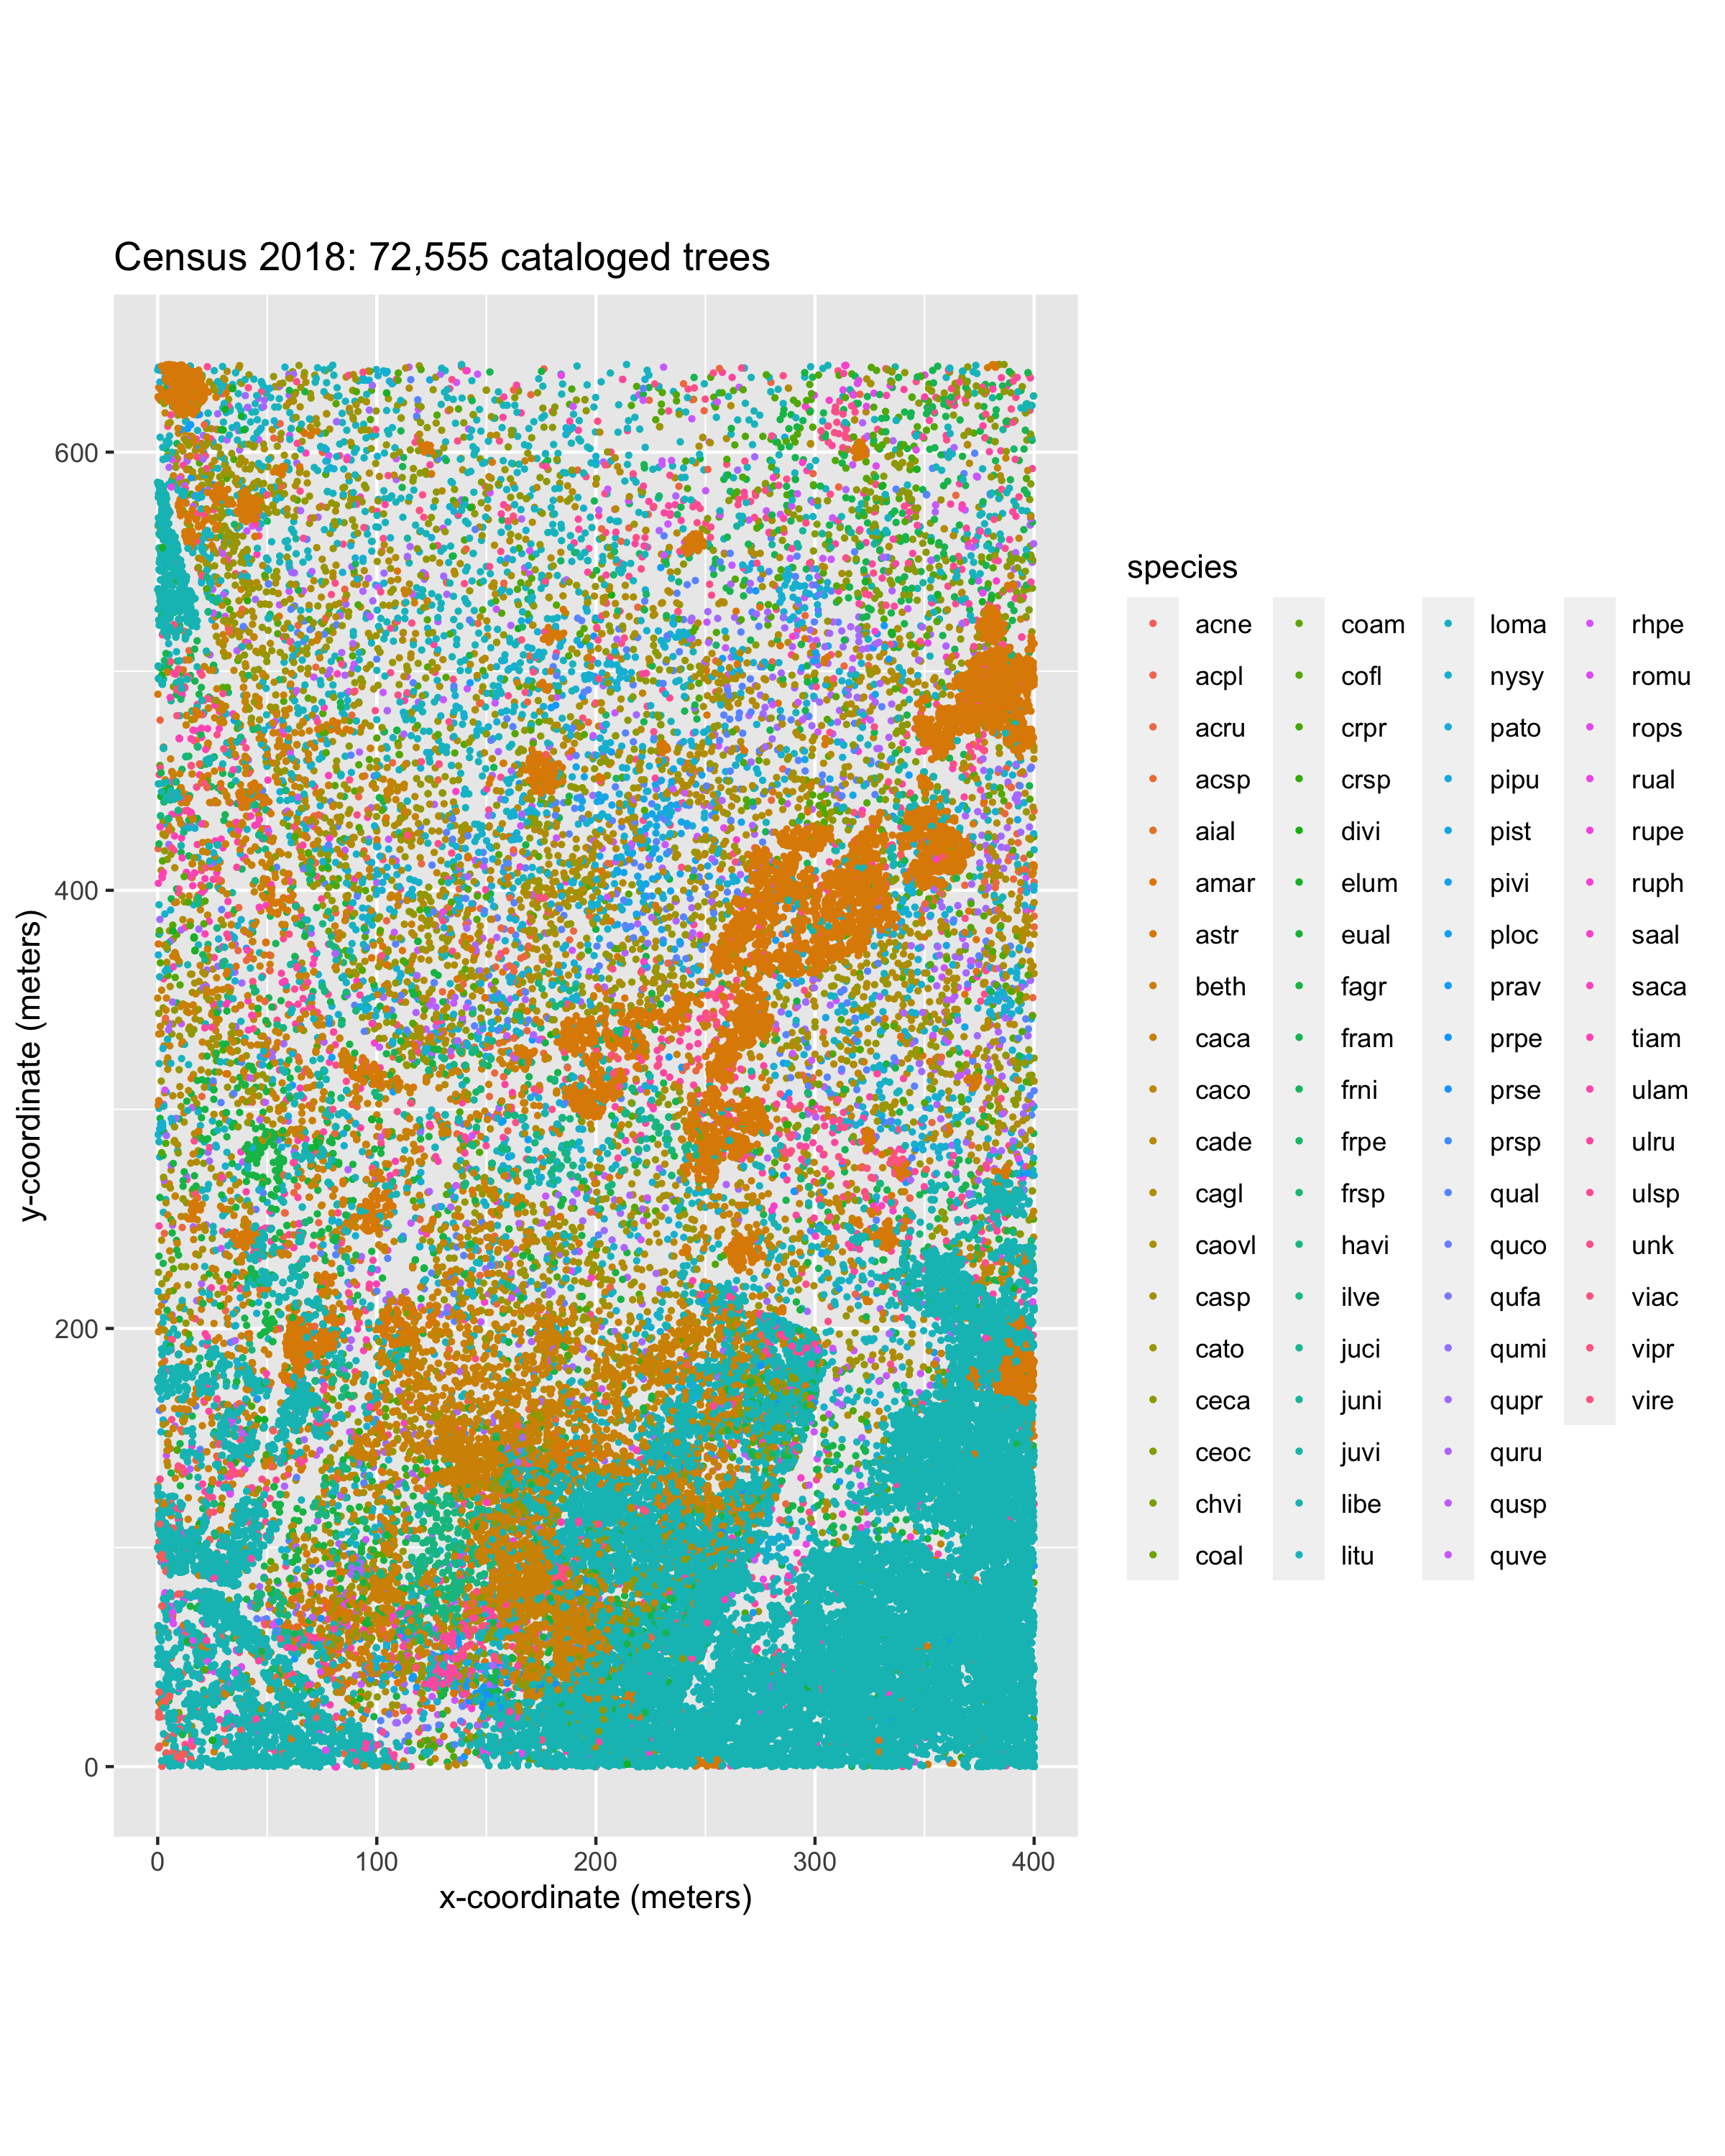 Census 2018: 72,555 cataloged trees
600
400
200
0
y-coordinate (meters)
0 100 200 300 400
x-coordinate (meters)
species
acne coam loma rhpe
acpl cofl nysy romu
acru crpr pato rops
acsp crsp pipu rual
aial divi pist rupe
amar elum pivi ruph
astr eual ploc saal
beth fagr prav saca
caca fram prpe tiam
caco frni prse ulam
cade frpe prsp ulru
cagl frsp qual ulsp
caovl havi quco unk
casp ilve qufa viac
cato juci qumi vipr
ceca juni qupr vire
ceoc juvi quru
chvi libe qusp
coal litu quve